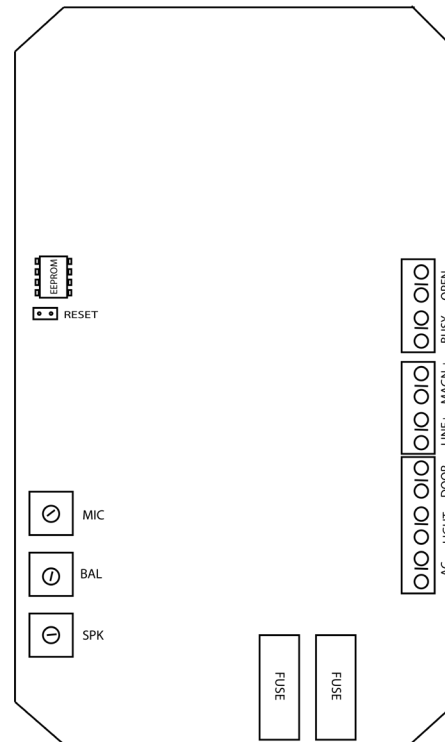 EEPROM
RESET
OPEN
BUSY
MAGN
LINE
DOOR
LIGHT
AC
MIC
BAL
SPK
FUSE
FUSE